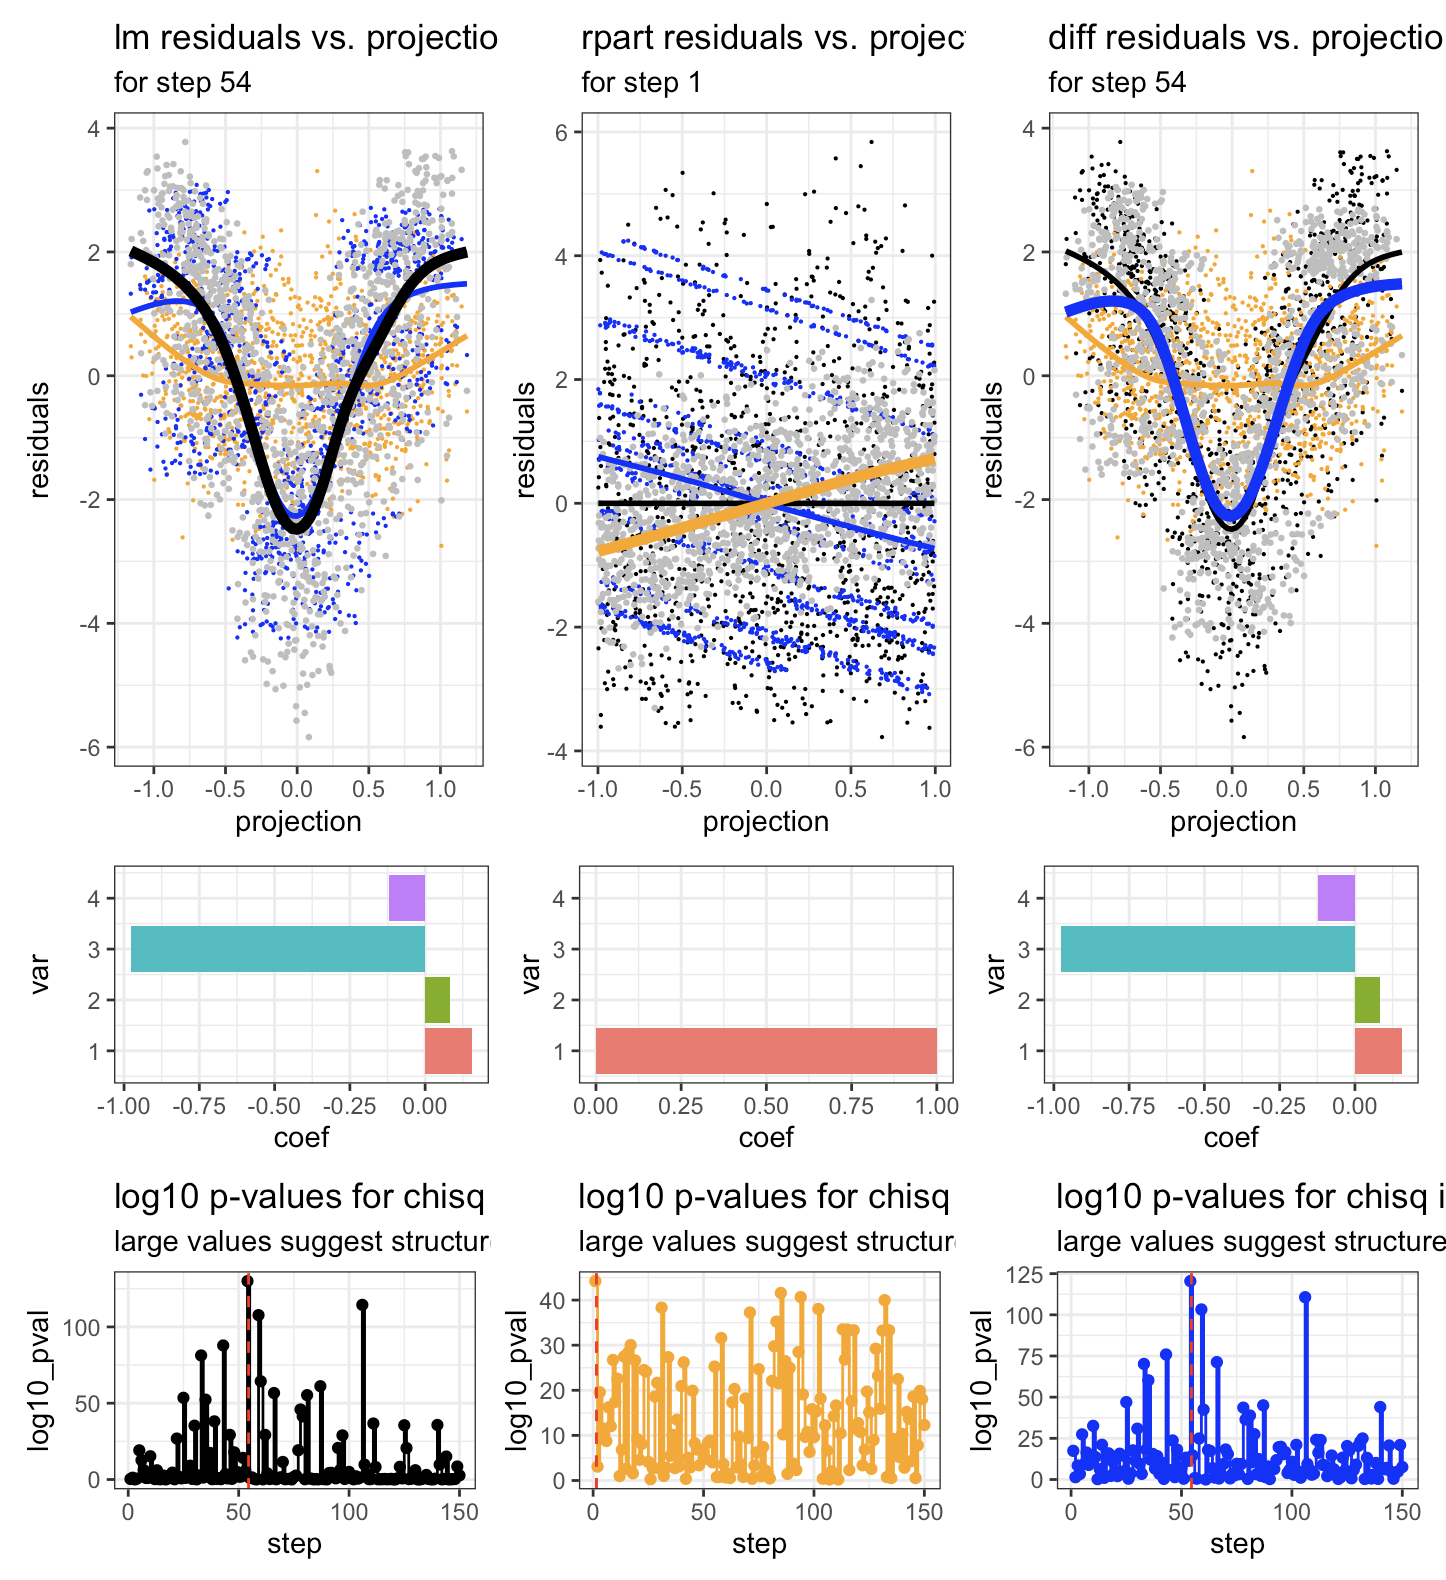 lm residuals vs. projectio
for step 54
4
2
0
-2
-4
-6
residuals
-1.0 -0.5 0.0 0.5 1.0
projection
rpart residuals vs. projec
for step 1
6
4
2
0
-2
-4
residuals
-1.0 -0.5 0.0 0.5 1.0
projection
diff residuals vs. projectio
for step 54
4
2
0
-2
-4
-6
residuals
-1.0 -0.5 0.0 0.5 1.0
projection
4
3
2
1
var
-1.00 -0.75 -0.50 -0.25 0.00
coef
4
3
2
1
var
0.00 0.25 0.50 0.75 1.00
coef
4
3
2
1
var
-1.00 -0.75 -0.50 -0.25 0.00
coef
log10 p-values for chisq
large values suggest structur
100
50
0
log10_pval
0 50 100 150
step
log10 p-values for chisq
large values suggest structur
40
30
20
10
0
log10_pval
0 50 100 150
step
log10 p-values for chisq i
large values suggest structure
125
100
75
50
25
0
log10_pval
0 50 100 150
step